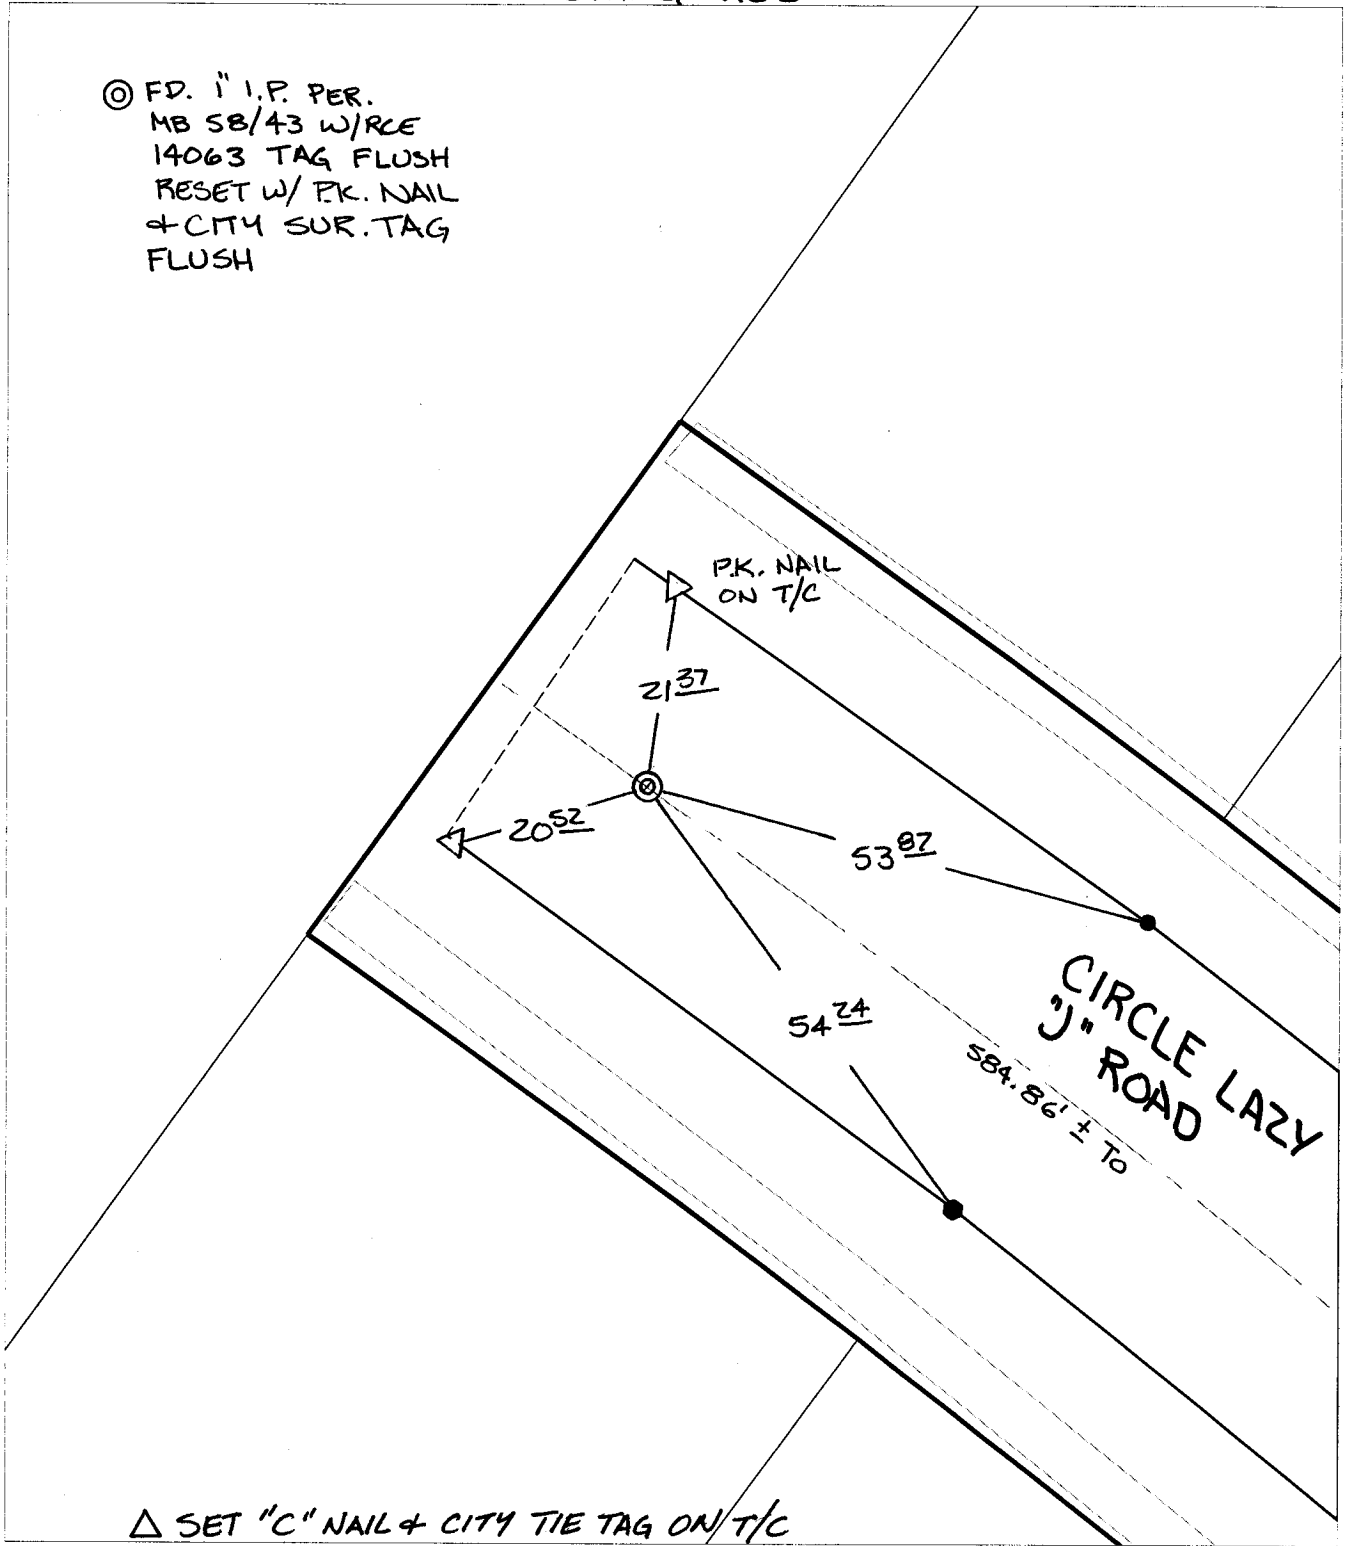 ◎ FD. 1" I.P. PER.
MB 58/43 W/RCE
14063 TAG FLUSH
RESET W/ P.K. NAIL
& CITY SUR. TAG
FLUSH
P.K. NAIL
ON T/C
21 37
20 52
53 87
54 24
CIRCLE LAZY
"J" ROAD
584.86' ± TO
△ SET "C" NAIL & CITY TIE TAG ON T/C